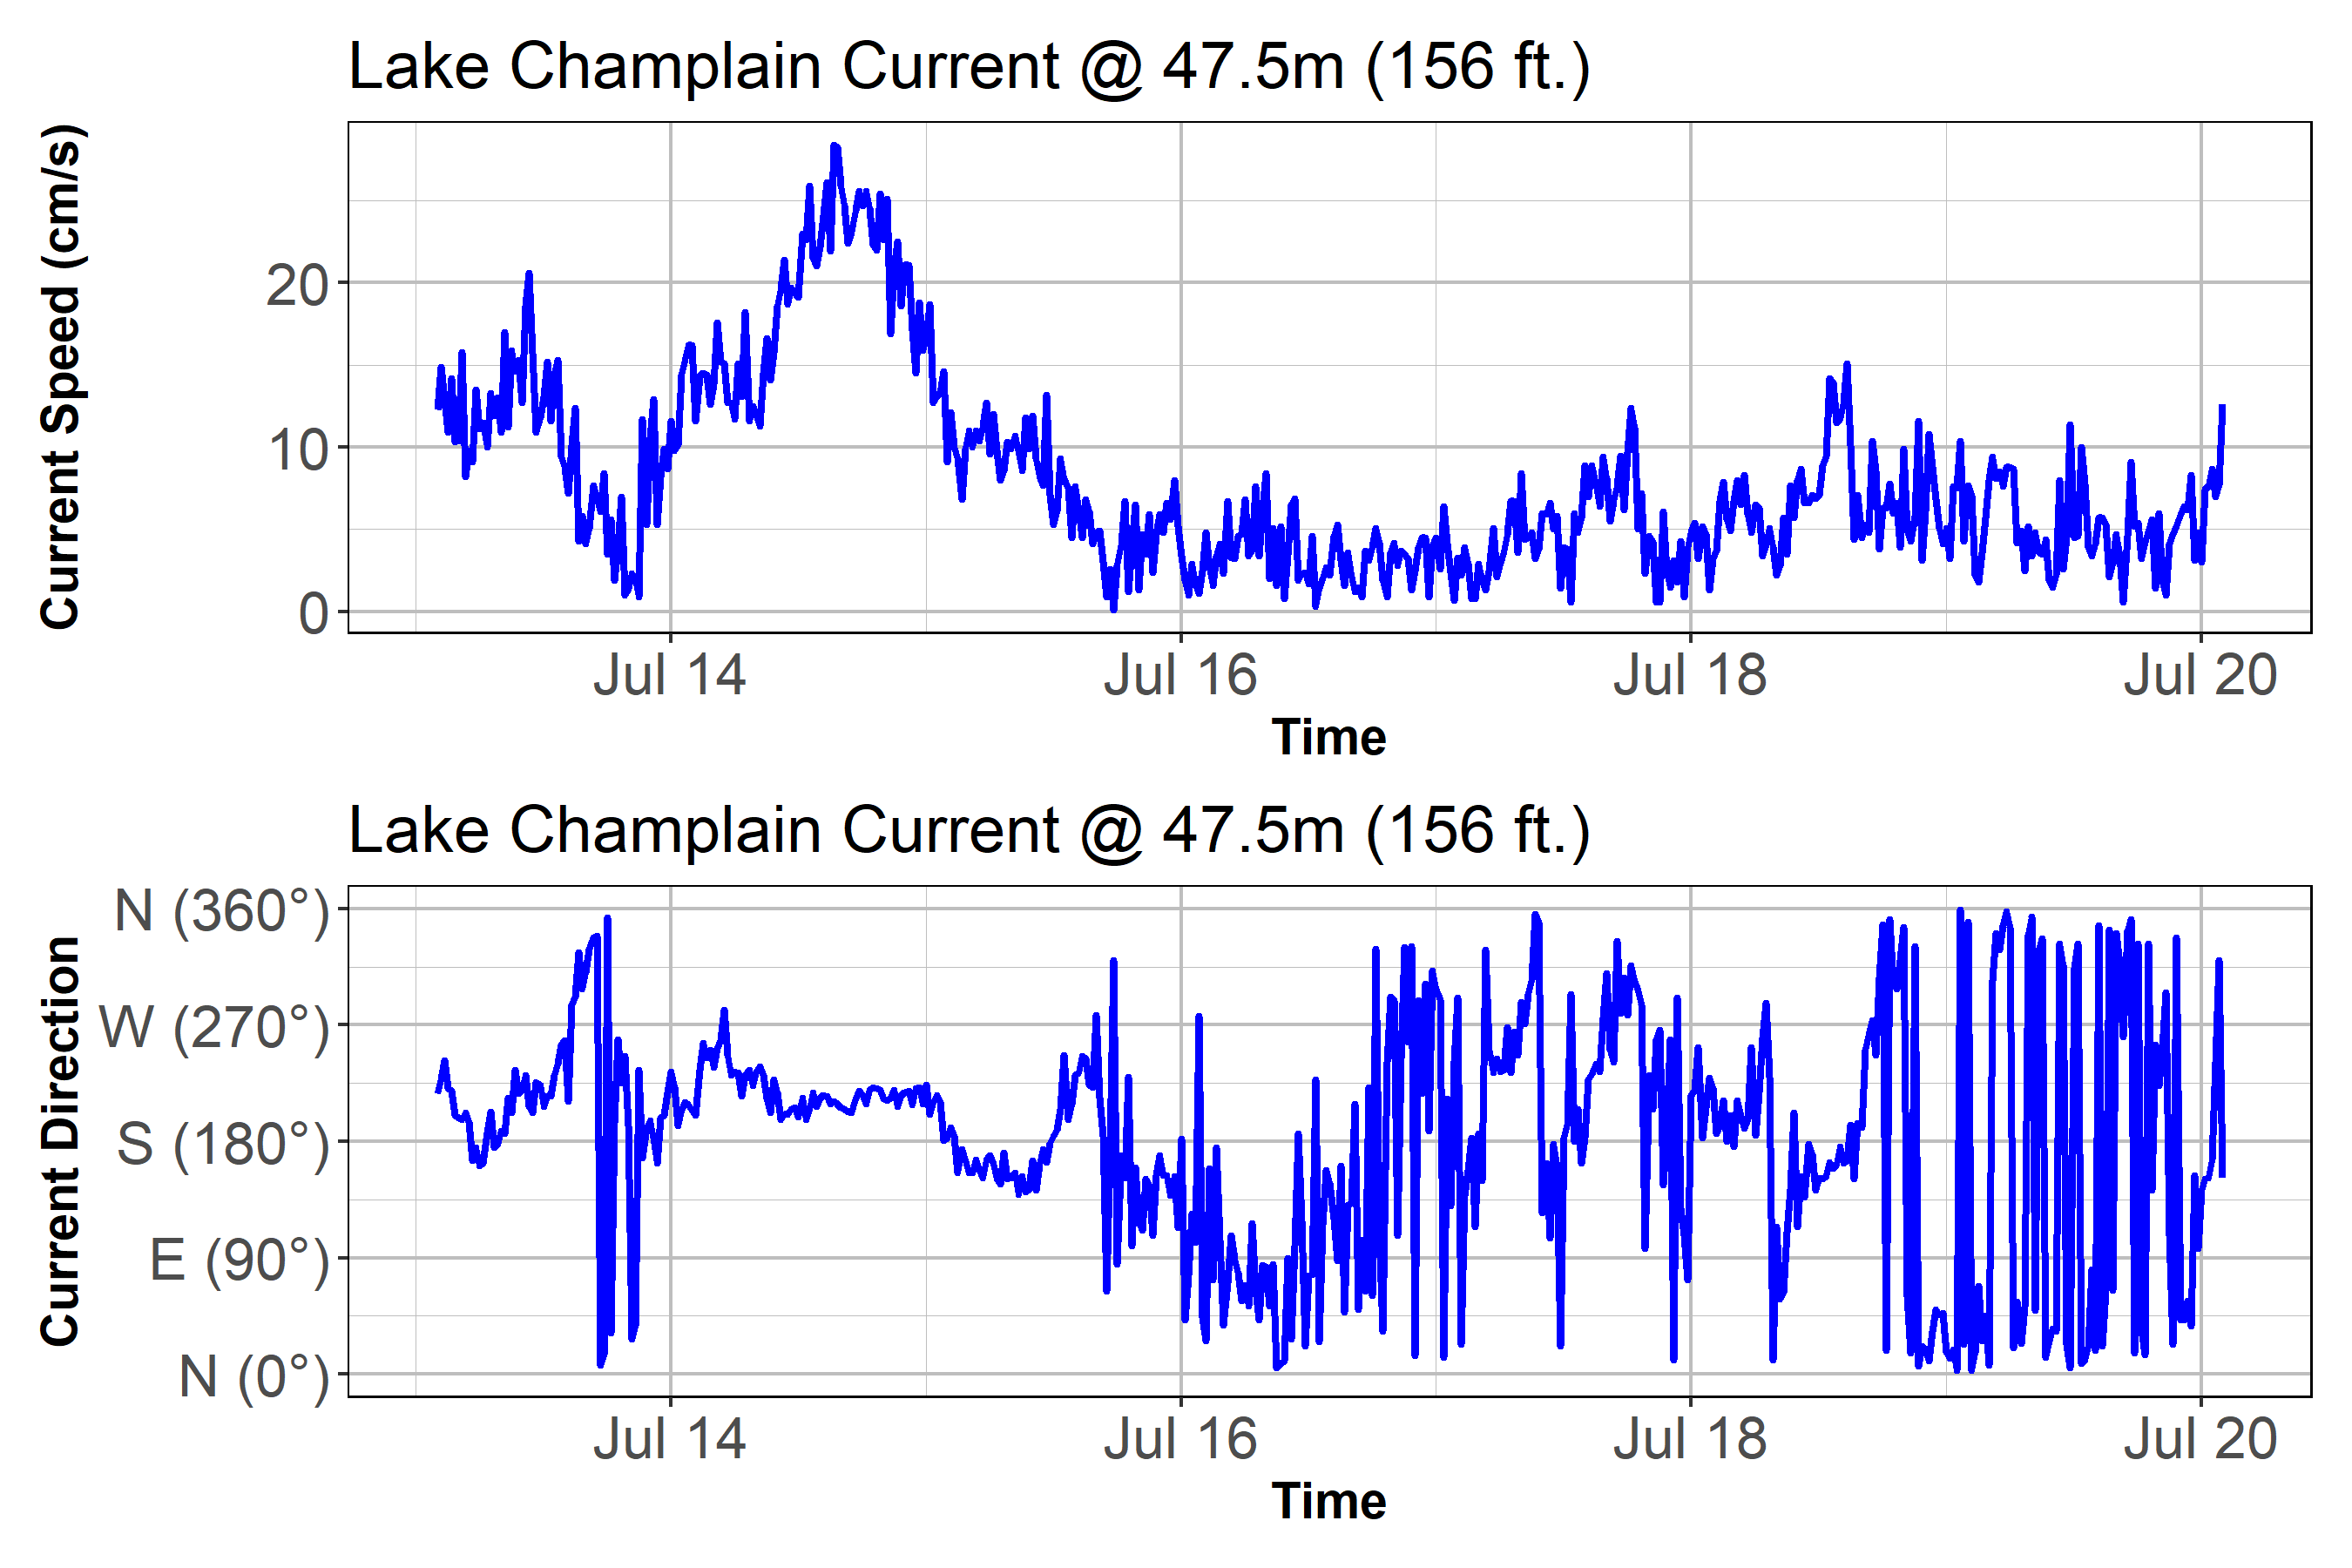 Lake Champlain Current @ 47.5m (156 ft.)
Current Speed (cm/s)
20
10
0
Jul 14 Jul 16 Jul 18 Jul 20
Time
Lake Champlain Current @ 47.5m (156 ft.)
Current Direction
N (360°)
W (270°)
S (180°)
E (90°)
N (0°)
Jul 14 Jul 16 Jul 18 Jul 20
Time